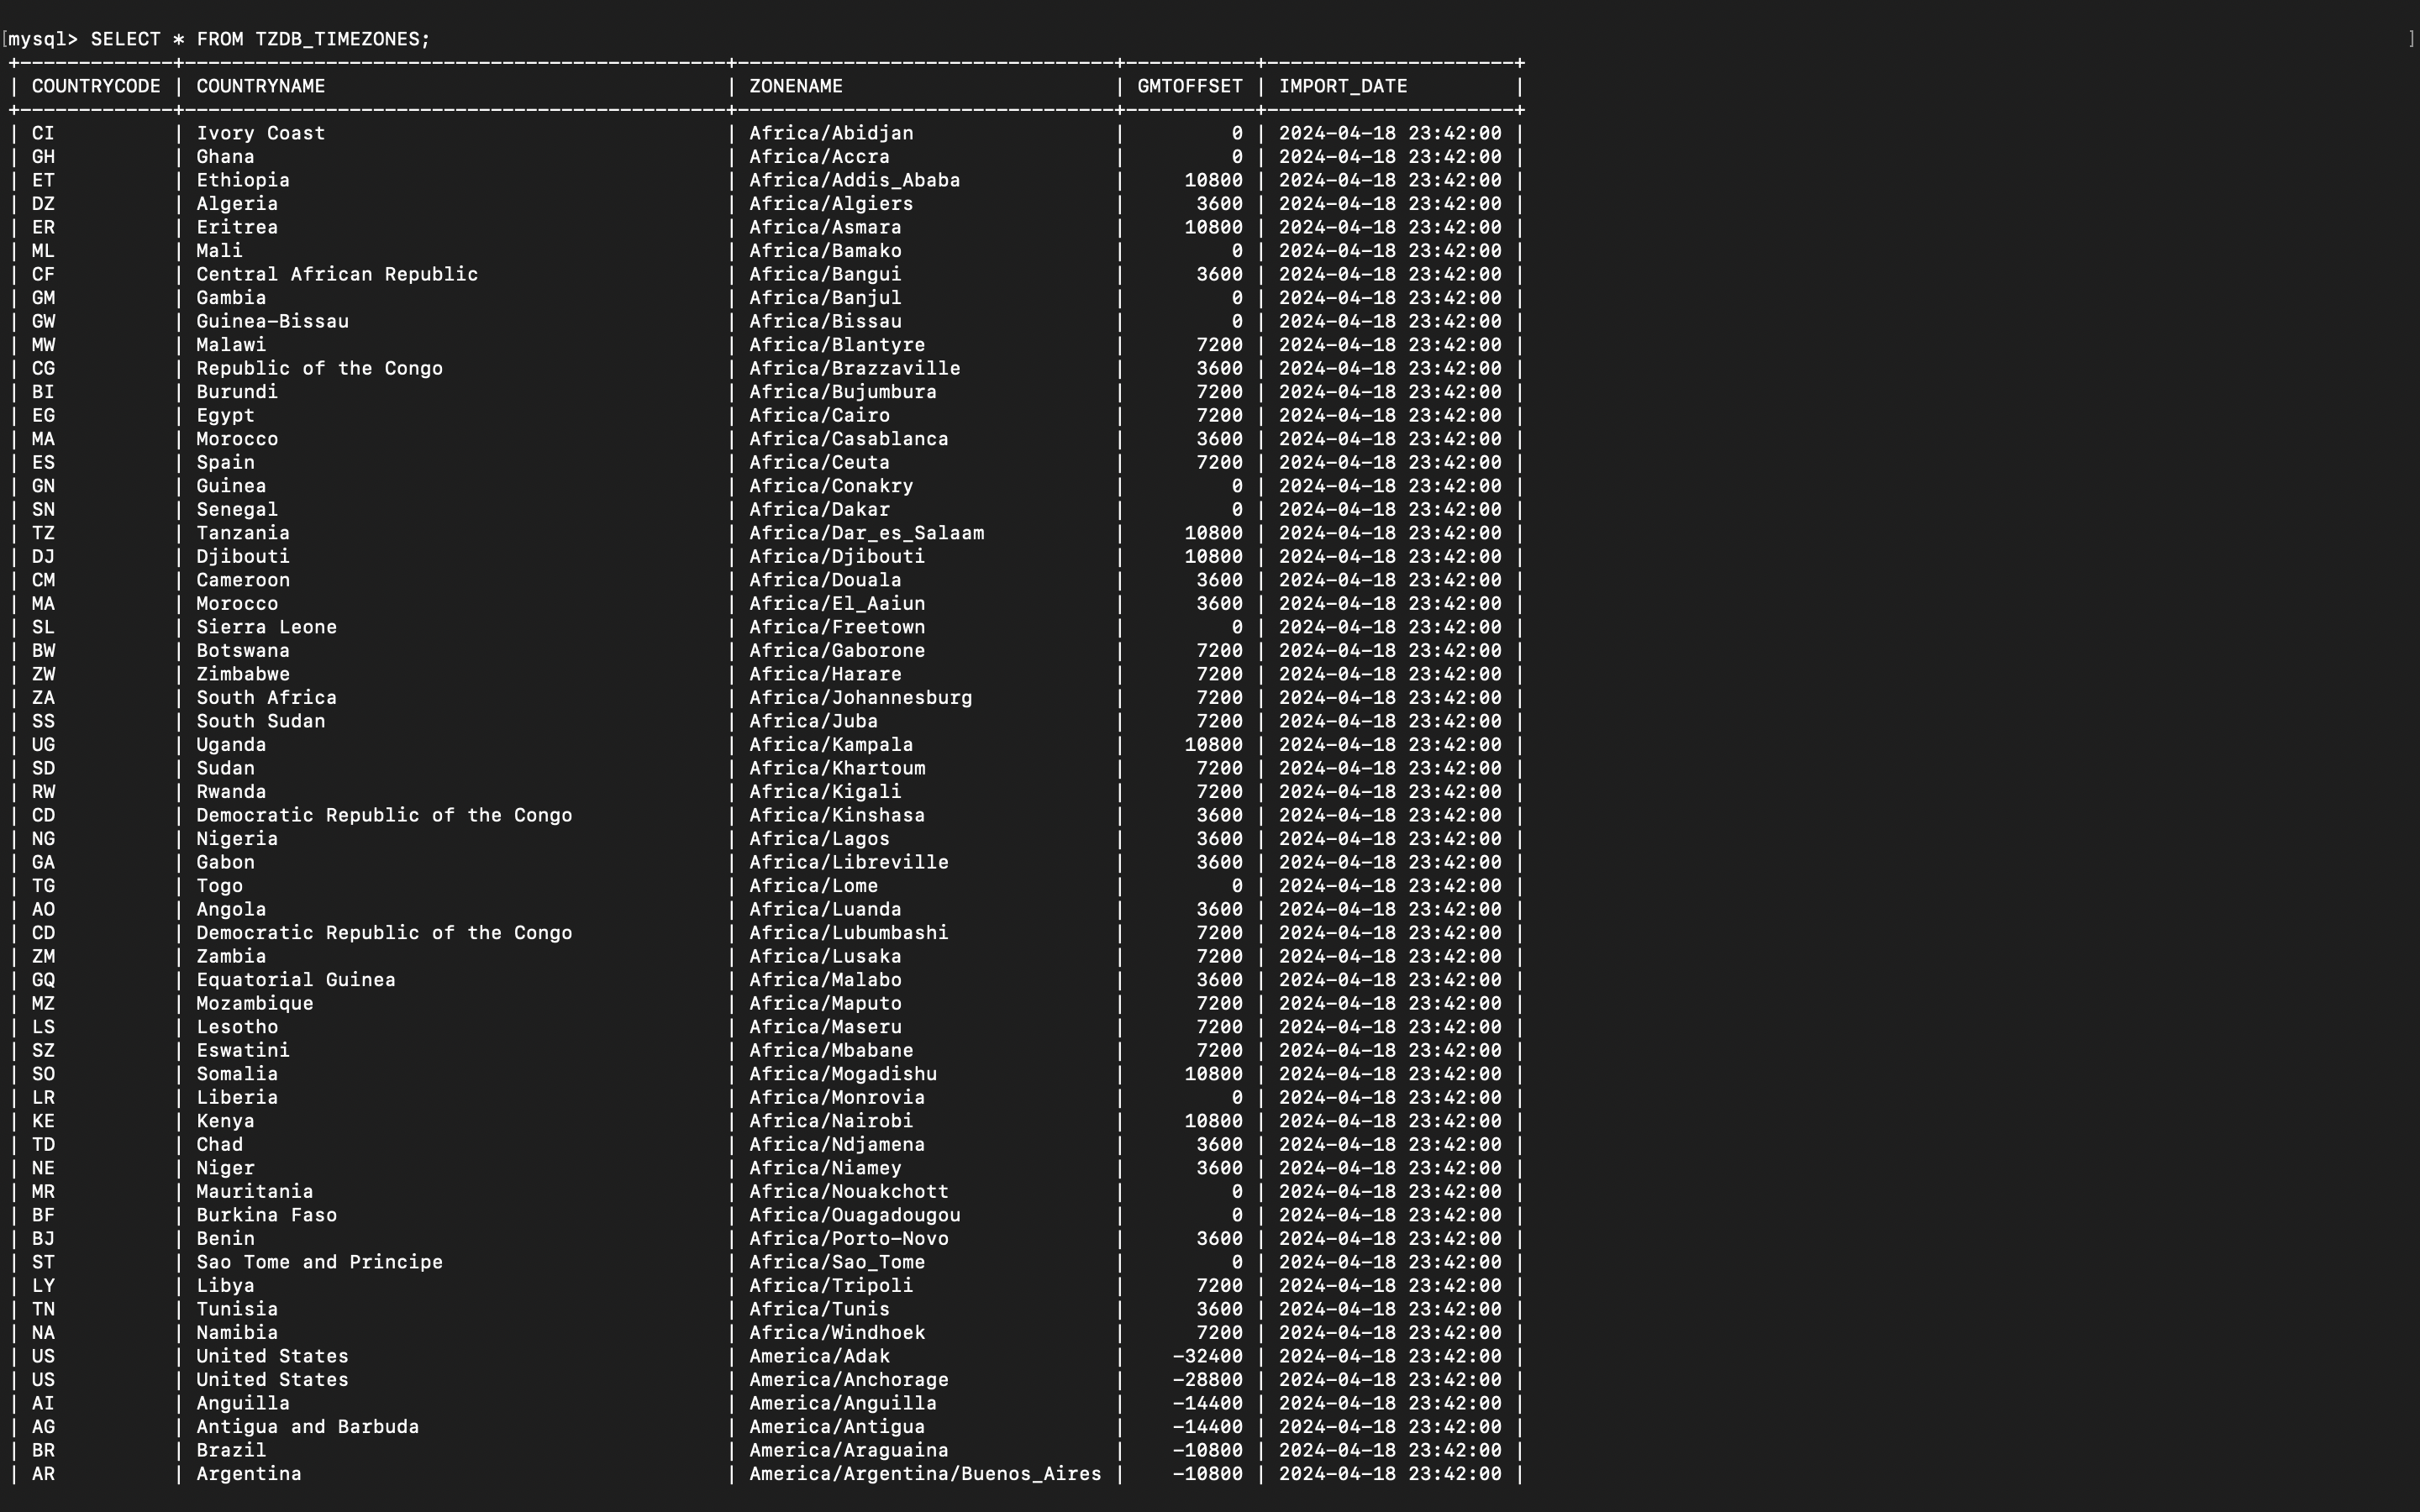 [mysql> SELECT * FROM TZDB_TIMEZONES; ]
+-------------+----------------------------------------------+--------------------------------+-----------+---------------------+
| COUNTRYCODE | COUNTRYNAME | ZONENAME | GMTOFFSET | IMPORT_DATE |
+-------------+----------------------------------------------+--------------------------------+-----------+---------------------+
| CI | Ivory Coast | Africa/Abidjan | 0 | 2024-04-18 23:42:00 |
| GH | Ghana | Africa/Accra | 0 | 2024-04-18 23:42:00 |
| ET | Ethiopia | Africa/Addis_Ababa | 10800 | 2024-04-18 23:42:00 |
| DZ | Algeria | Africa/Algiers | 3600 | 2024-04-18 23:42:00 |
| ER | Eritrea | Africa/Asmara | 10800 | 2024-04-18 23:42:00 |
| ML | Mali | Africa/Bamako | 0 | 2024-04-18 23:42:00 |
| CF | Central African Republic | Africa/Bangui | 3600 | 2024-04-18 23:42:00 |
| GM | Gambia | Africa/Banjul | 0 | 2024-04-18 23:42:00 |
| GW | Guinea-Bissau | Africa/Bissau | 0 | 2024-04-18 23:42:00 |
| MW | Malawi | Africa/Blantyre | 7200 | 2024-04-18 23:42:00 |
| CG | Republic of the Congo | Africa/Brazzaville | 3600 | 2024-04-18 23:42:00 |
| BI | Burundi | Africa/Bujumbura | 7200 | 2024-04-18 23:42:00 |
| EG | Egypt | Africa/Cairo | 7200 | 2024-04-18 23:42:00 |
| MA | Morocco | Africa/Casablanca | 3600 | 2024-04-18 23:42:00 |
| ES | Spain | Africa/Ceuta | 7200 | 2024-04-18 23:42:00 |
| GN | Guinea | Africa/Conakry | 0 | 2024-04-18 23:42:00 |
| SN | Senegal | Africa/Dakar | 0 | 2024-04-18 23:42:00 |
| TZ | Tanzania | Africa/Dar_es_Salaam | 10800 | 2024-04-18 23:42:00 |
| DJ | Djibouti | Africa/Djibouti | 10800 | 2024-04-18 23:42:00 |
| CM | Cameroon | Africa/Douala | 3600 | 2024-04-18 23:42:00 |
| MA | Morocco | Africa/El_Aaiun | 3600 | 2024-04-18 23:42:00 |
| SL | Sierra Leone | Africa/Freetown | 0 | 2024-04-18 23:42:00 |
| BW | Botswana | Africa/Gaborone | 7200 | 2024-04-18 23:42:00 |
| ZW | Zimbabwe | Africa/Harare | 7200 | 2024-04-18 23:42:00 |
| ZA | South Africa | Africa/Johannesburg | 7200 | 2024-04-18 23:42:00 |
| SS | South Sudan | Africa/Juba | 7200 | 2024-04-18 23:42:00 |
| UG | Uganda | Africa/Kampala | 10800 | 2024-04-18 23:42:00 |
| SD | Sudan | Africa/Khartoum | 7200 | 2024-04-18 23:42:00 |
| RW | Rwanda | Africa/Kigali | 7200 | 2024-04-18 23:42:00 |
| CD | Democratic Republic of the Congo | Africa/Kinshasa | 3600 | 2024-04-18 23:42:00 |
| NG | Nigeria | Africa/Lagos | 3600 | 2024-04-18 23:42:00 |
| GA | Gabon | Africa/Libreville | 3600 | 2024-04-18 23:42:00 |
| TG | Togo | Africa/Lome | 0 | 2024-04-18 23:42:00 |
| AO | Angola | Africa/Luanda | 3600 | 2024-04-18 23:42:00 |
| CD | Democratic Republic of the Congo | Africa/Lubumbashi | 7200 | 2024-04-18 23:42:00 |
| ZM | Zambia | Africa/Lusaka | 7200 | 2024-04-18 23:42:00 |
| GQ | Equatorial Guinea | Africa/Malabo | 3600 | 2024-04-18 23:42:00 |
| MZ | Mozambique | Africa/Maputo | 7200 | 2024-04-18 23:42:00 |
| LS | Lesotho | Africa/Maseru | 7200 | 2024-04-18 23:42:00 |
| SZ | Eswatini | Africa/Mbabane | 7200 | 2024-04-18 23:42:00 |
| SO | Somalia | Africa/Mogadishu | 10800 | 2024-04-18 23:42:00 |
| LR | Liberia | Africa/Monrovia | 0 | 2024-04-18 23:42:00 |
| KE | Kenya | Africa/Nairobi | 10800 | 2024-04-18 23:42:00 |
| TD | Chad | Africa/Ndjamena | 3600 | 2024-04-18 23:42:00 |
| NE | Niger | Africa/Niamey | 3600 | 2024-04-18 23:42:00 |
| MR | Mauritania | Africa/Nouakchott | 0 | 2024-04-18 23:42:00 |
| BF | Burkina Faso | Africa/Ouagadougou | 0 | 2024-04-18 23:42:00 |
| BJ | Benin | Africa/Porto-Novo | 3600 | 2024-04-18 23:42:00 |
| ST | Sao Tome and Principe | Africa/Sao_Tome | 0 | 2024-04-18 23:42:00 |
| LY | Libya | Africa/Tripoli | 7200 | 2024-04-18 23:42:00 |
| TN | Tunisia | Africa/Tunis | 3600 | 2024-04-18 23:42:00 |
| NA | Namibia | Africa/Windhoek | 7200 | 2024-04-18 23:42:00 |
| US | United States | America/Adak | -32400 | 2024-04-18 23:42:00 |
| US | United States | America/Anchorage | -28800 | 2024-04-18 23:42:00 |
| AI | Anguilla | America/Anguilla | -14400 | 2024-04-18 23:42:00 |
| AG | Antigua and Barbuda | America/Antigua | -14400 | 2024-04-18 23:42:00 |
| BR | Brazil | America/Araguaina | -10800 | 2024-04-18 23:42:00 |
| AR | Argentina | America/Argentina/Buenos_Aires | -10800 | 2024-04-18 23:42:00 |